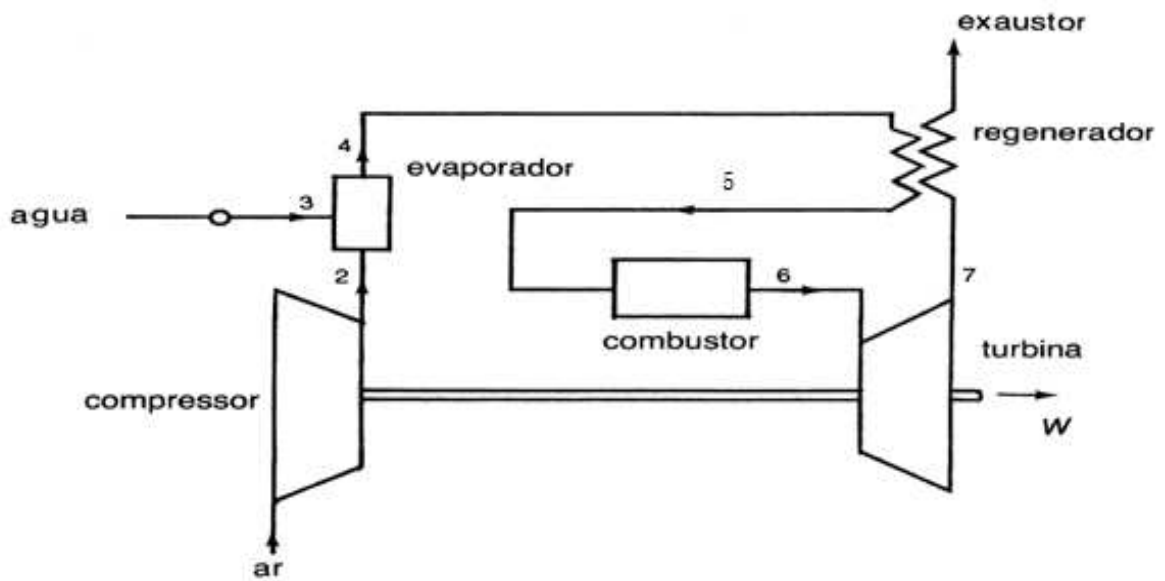 exaustor
regenerador
4
evaporador
5
agua
3
2
6
7
combustor
turbina
compressor
W
ar